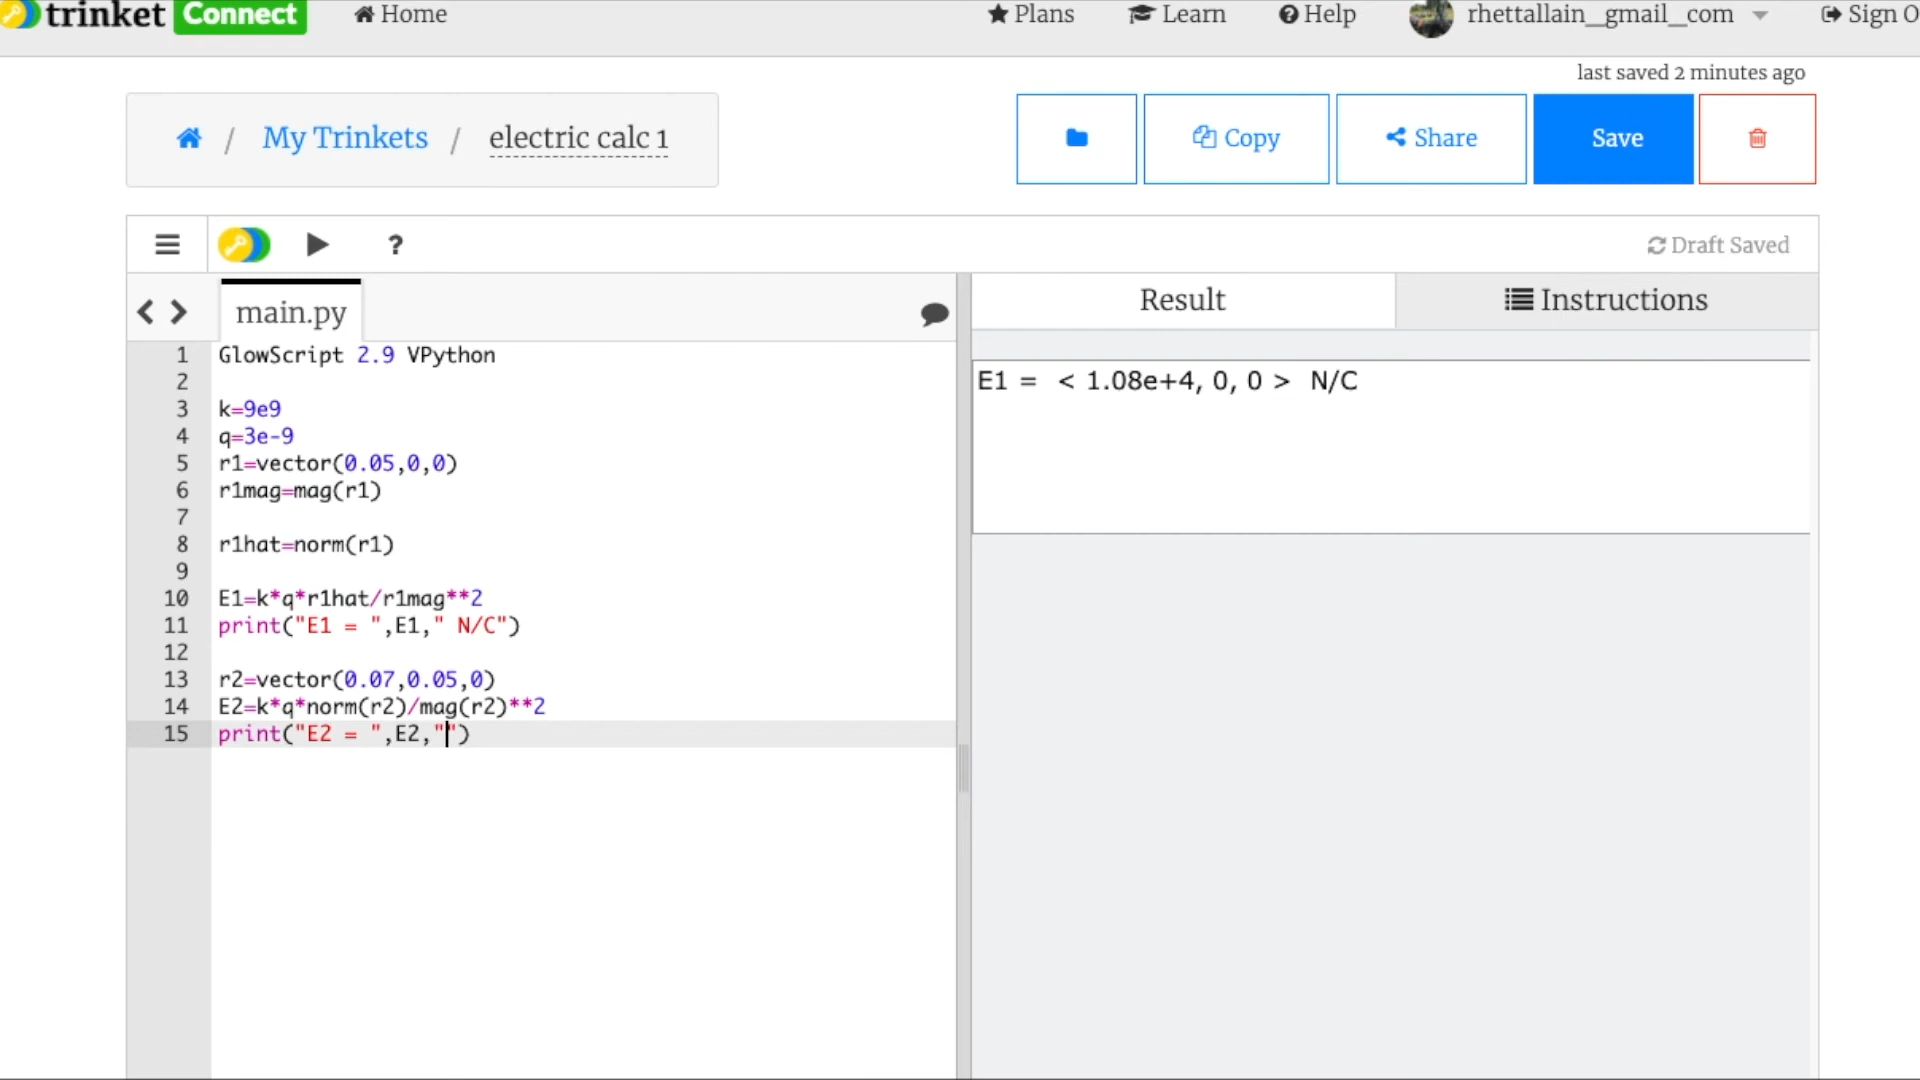 trinket Connect Home Plans Learn Help rhettallain_gmail_com Sign O
last saved 2 minutes ago
/ My Trinkets / electric calc 1
Copy Share Save
?
Draft Saved
main.py
Result Instructions
1 GlowScript 2.9 VPython
2
3 k=9e9
4 q=3e-9
5 r1=vector(0.05,0,0)
6 r1mag=mag(r1)
7
8 r1hat=norm(r1)
9
10 E1=k*q*r1hat/r1mag**2
11 print("E1 = ",E1," N/C")
12
13 r2=vector(0.07,0.05,0)
14 E2=k*q*norm(r2)/mag(r2)**2
15 print("E2 = ",E2,"")
E1 = < 1.08e+4, 0, 0 > N/C